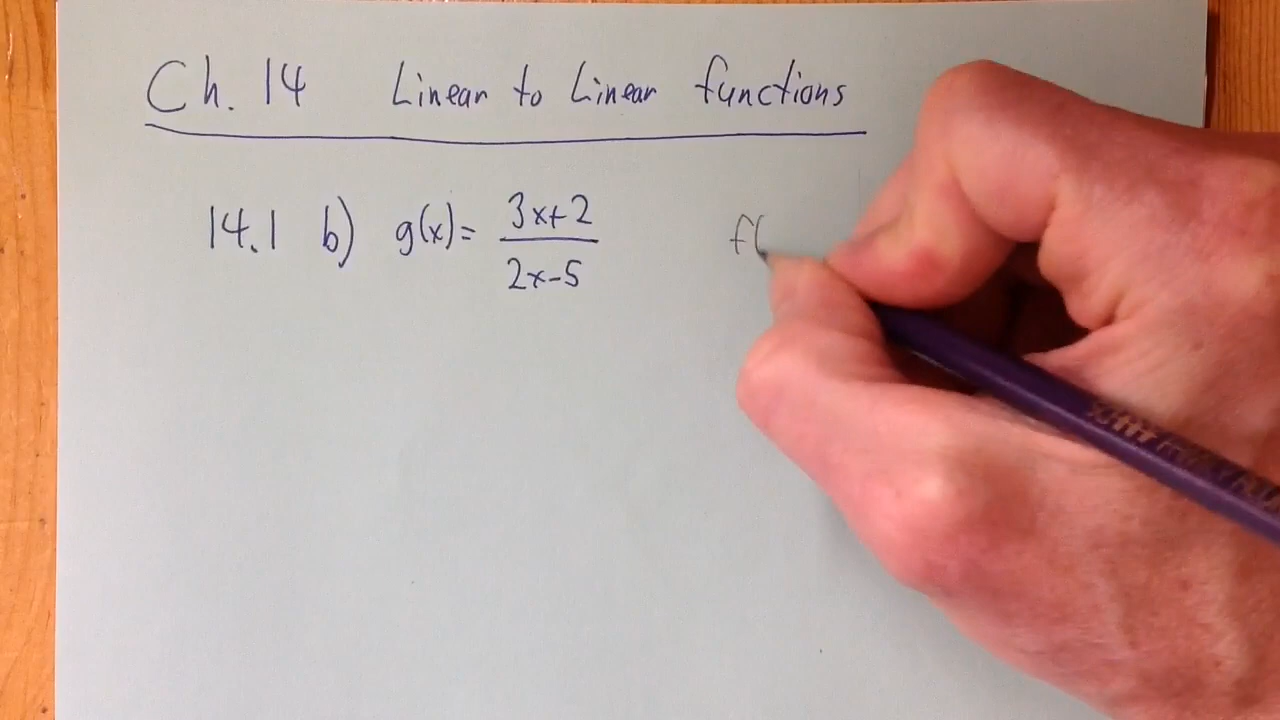 Ch. 14 Linear to Linear functions
14.1 b) g(x) = 3x+2 f(
2x-5